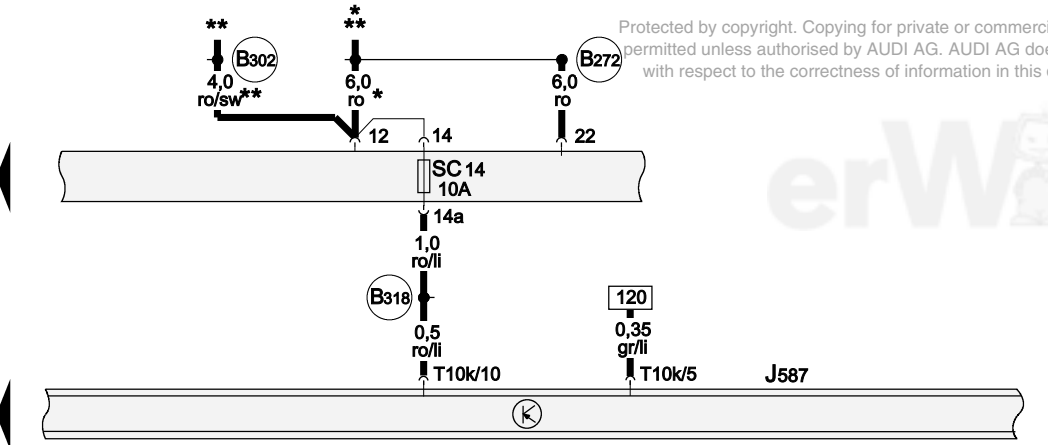 ** * **
Protected by copyright. Copying for private or commerci
permitted unless authorised by AUDI AG. AUDI AG doe
with respect to the correctness of information in this
B302
B272
4,0
ro/sw**
6,0
ro *
6,0
ro
12
14
22
SC 14
10A
14a
1,0
ro/li
B318
120
0,5
ro/li
0,35
gr/li
T10k/10
T10k/5
J587
erW